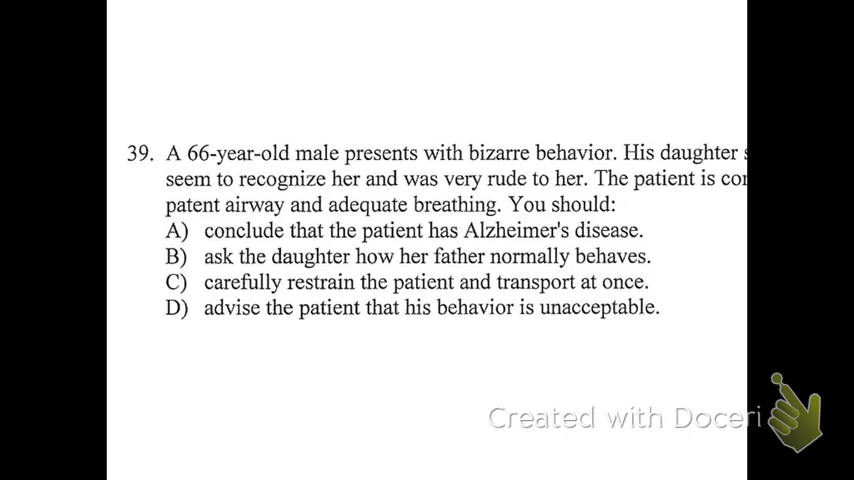 39. A 66-year-old male presents with bizarre behavior. His daughter
seem to recognize her and was very rude to her. The patient is
patent airway and adequate breathing. You should:
A) conclude that the patient has Alzheimer's disease.
B) ask the daughter how her father normally behaves.
C) carefully restrain the patient and transport at once.
D) advise the patient that his behavior is unacceptable.
Created with Doceri